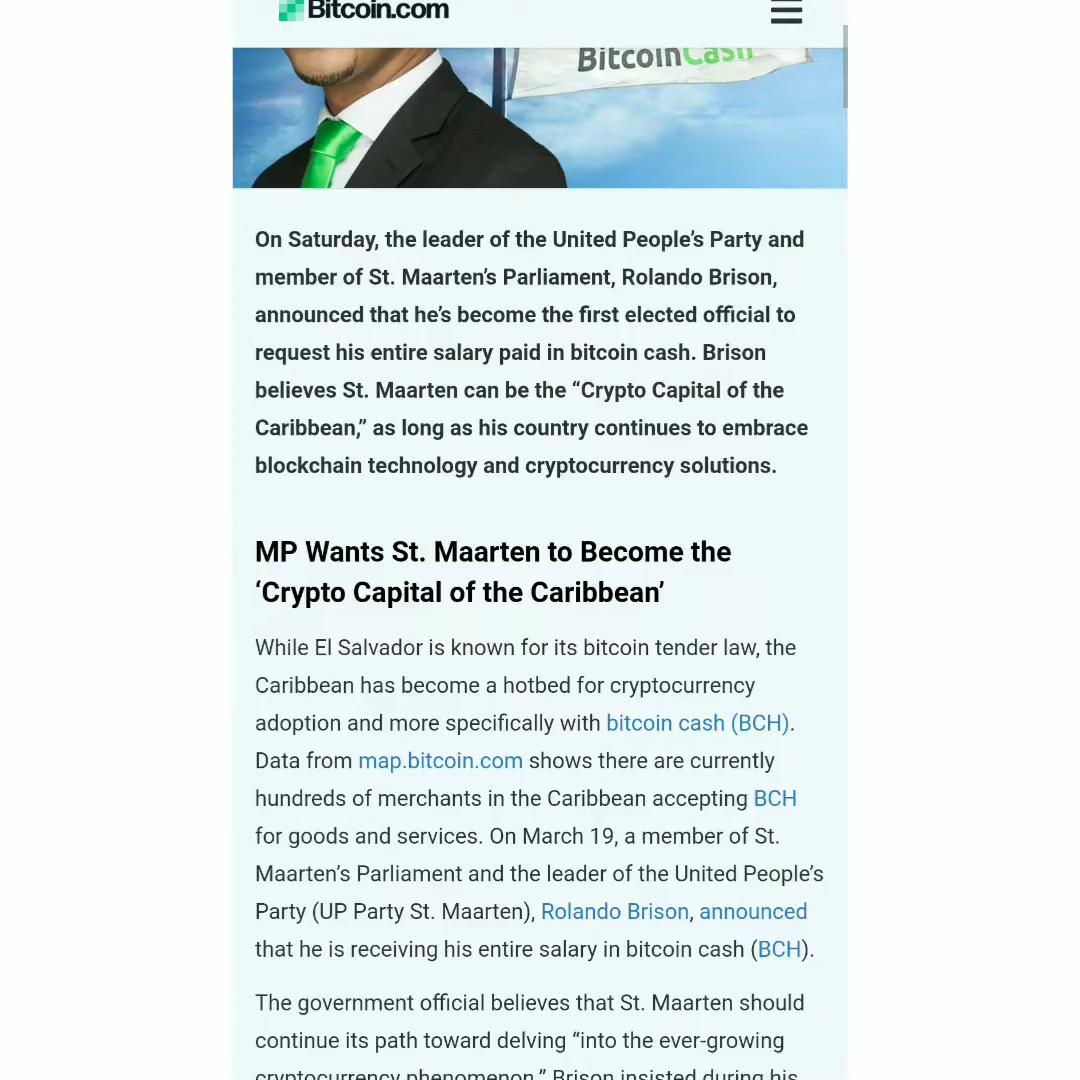 Bitcoin.com
BitcoinCash
On Saturday, the leader of the United People’s Party and
member of St. Maarten’s Parliament, Rolando Brison,
announced that he’s become the first elected official to
request his entire salary paid in bitcoin cash. Brison
believes St. Maarten can be the “Crypto Capital of the
Caribbean,” as long as his country continues to embrace
blockchain technology and cryptocurrency solutions.
MP Wants St. Maarten to Become the
‘Crypto Capital of the Caribbean’
While El Salvador is known for its bitcoin tender law, the
Caribbean has become a hotbed for cryptocurrency
adoption and more specifically with bitcoin cash (BCH).
Data from map.bitcoin.com shows there are currently
hundreds of merchants in the Caribbean accepting BCH
for goods and services. On March 19, a member of St.
Maarten’s Parliament and the leader of the United People’s
Party (UP Party St. Maarten), Rolando Brison, announced
that he is receiving his entire salary in bitcoin cash (BCH).
The government official believes that St. Maarten should
continue its path toward delving “into the ever-growing
cryptocurrency phenomenon.” Brison insisted during his